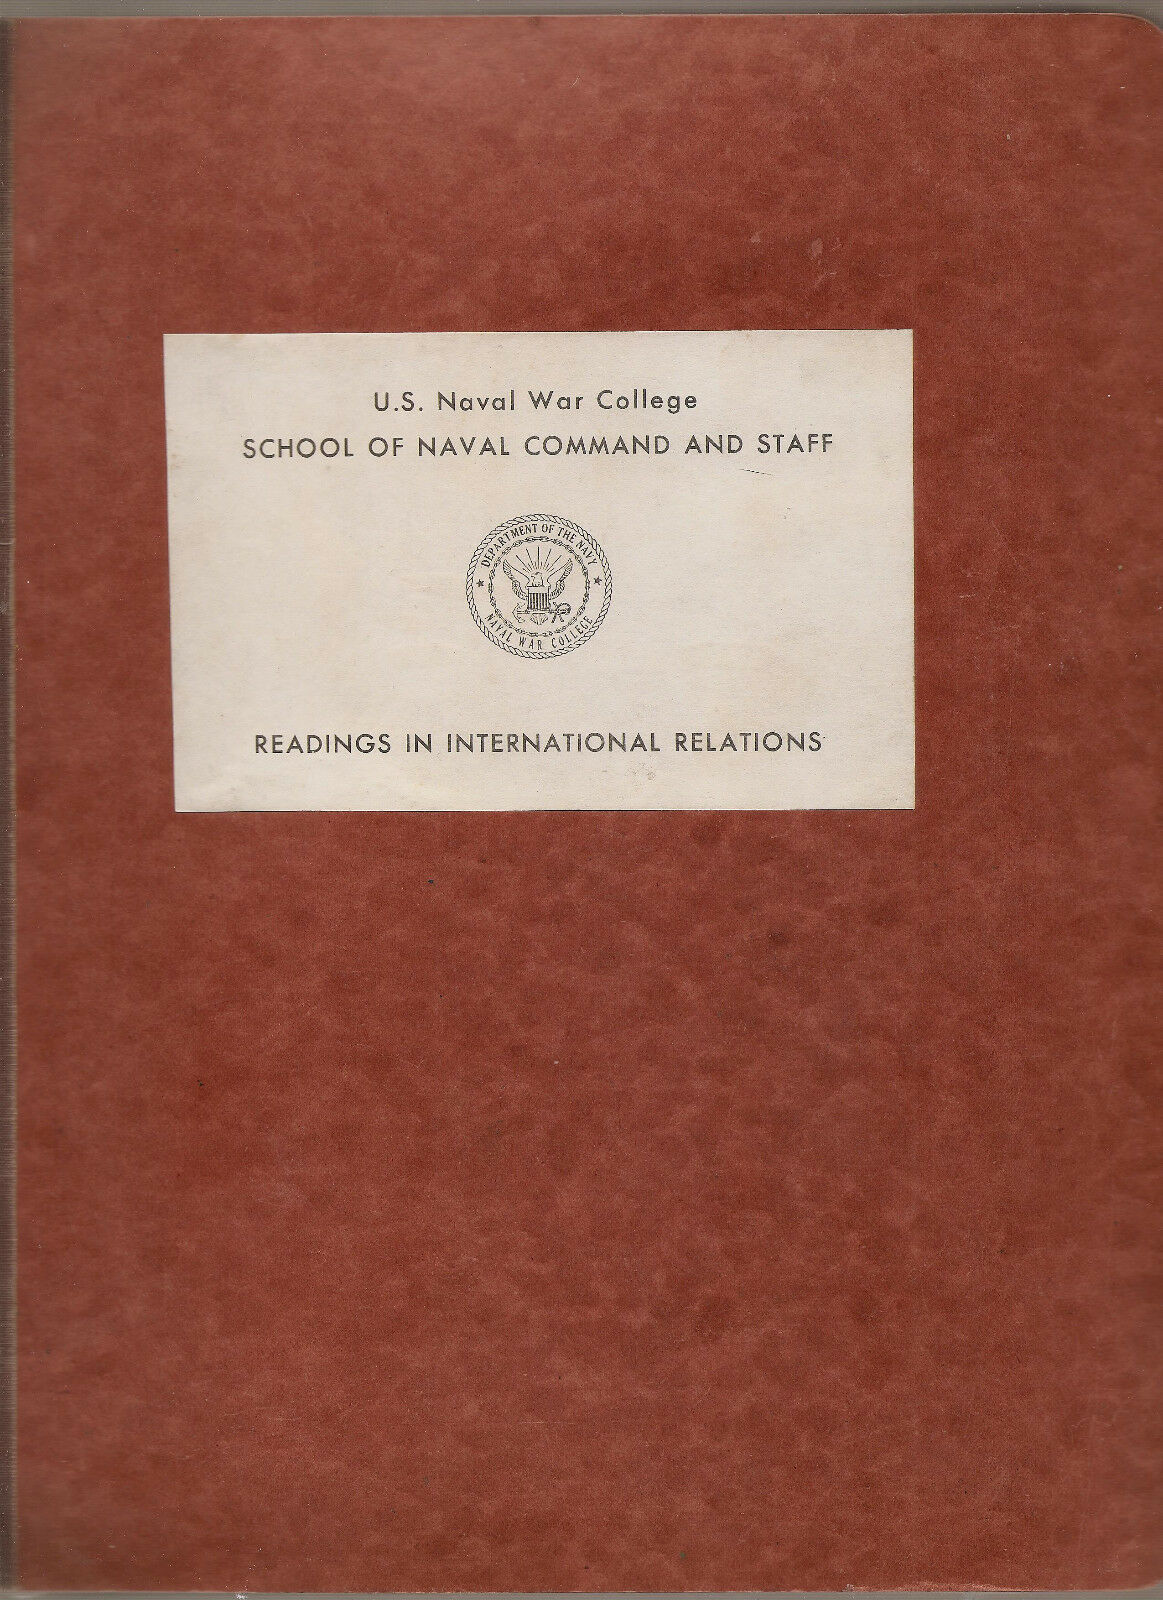 U.S. Naval War College
SCHOOL OF NAVAL COMMAND AND STAFF
DEPARTMENT OF THE NAVY
NAVAL WAR COLLEGE
READINGS IN INTERNATIONAL RELATIONS